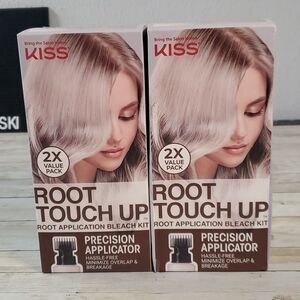 Bring the Salon Home
KISS
2X
VALUE
PACK
ROOT
TOUCH UP
ROOT APPLICATION BLEACH KIT
PRECISION
APPLICATOR
HASSLE-FREE
MINIMIZE OVERLAP &
BREAKAGE
Bring the Salon Home
KISS
2X
VALUE
PACK
ROOT
TOUCH UP
ROOT APPLICATION BLEACH KIT
PRECISION
APPLICATOR
HASSLE-FREE
MINIMIZE OVERLAP &
BREAKAGE
SKI